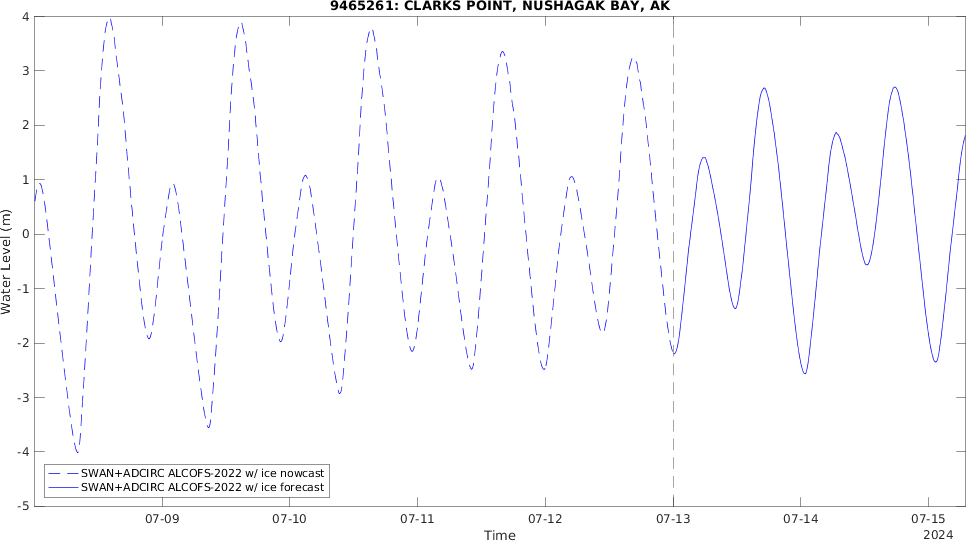 9465261: CLARKS POINT, NUSHAGAK BAY, AK
4
3
2
1
0
-1
-2
-3
-4
-5
Water Level (m)
SWAN+ADCIRC ALCOFS-2022 w/ ice nowcast
SWAN+ADCIRC ALCOFS-2022 w/ ice forecast
07-09 07-10 07-11 07-12 07-13 07-14 07-15
Time
2024